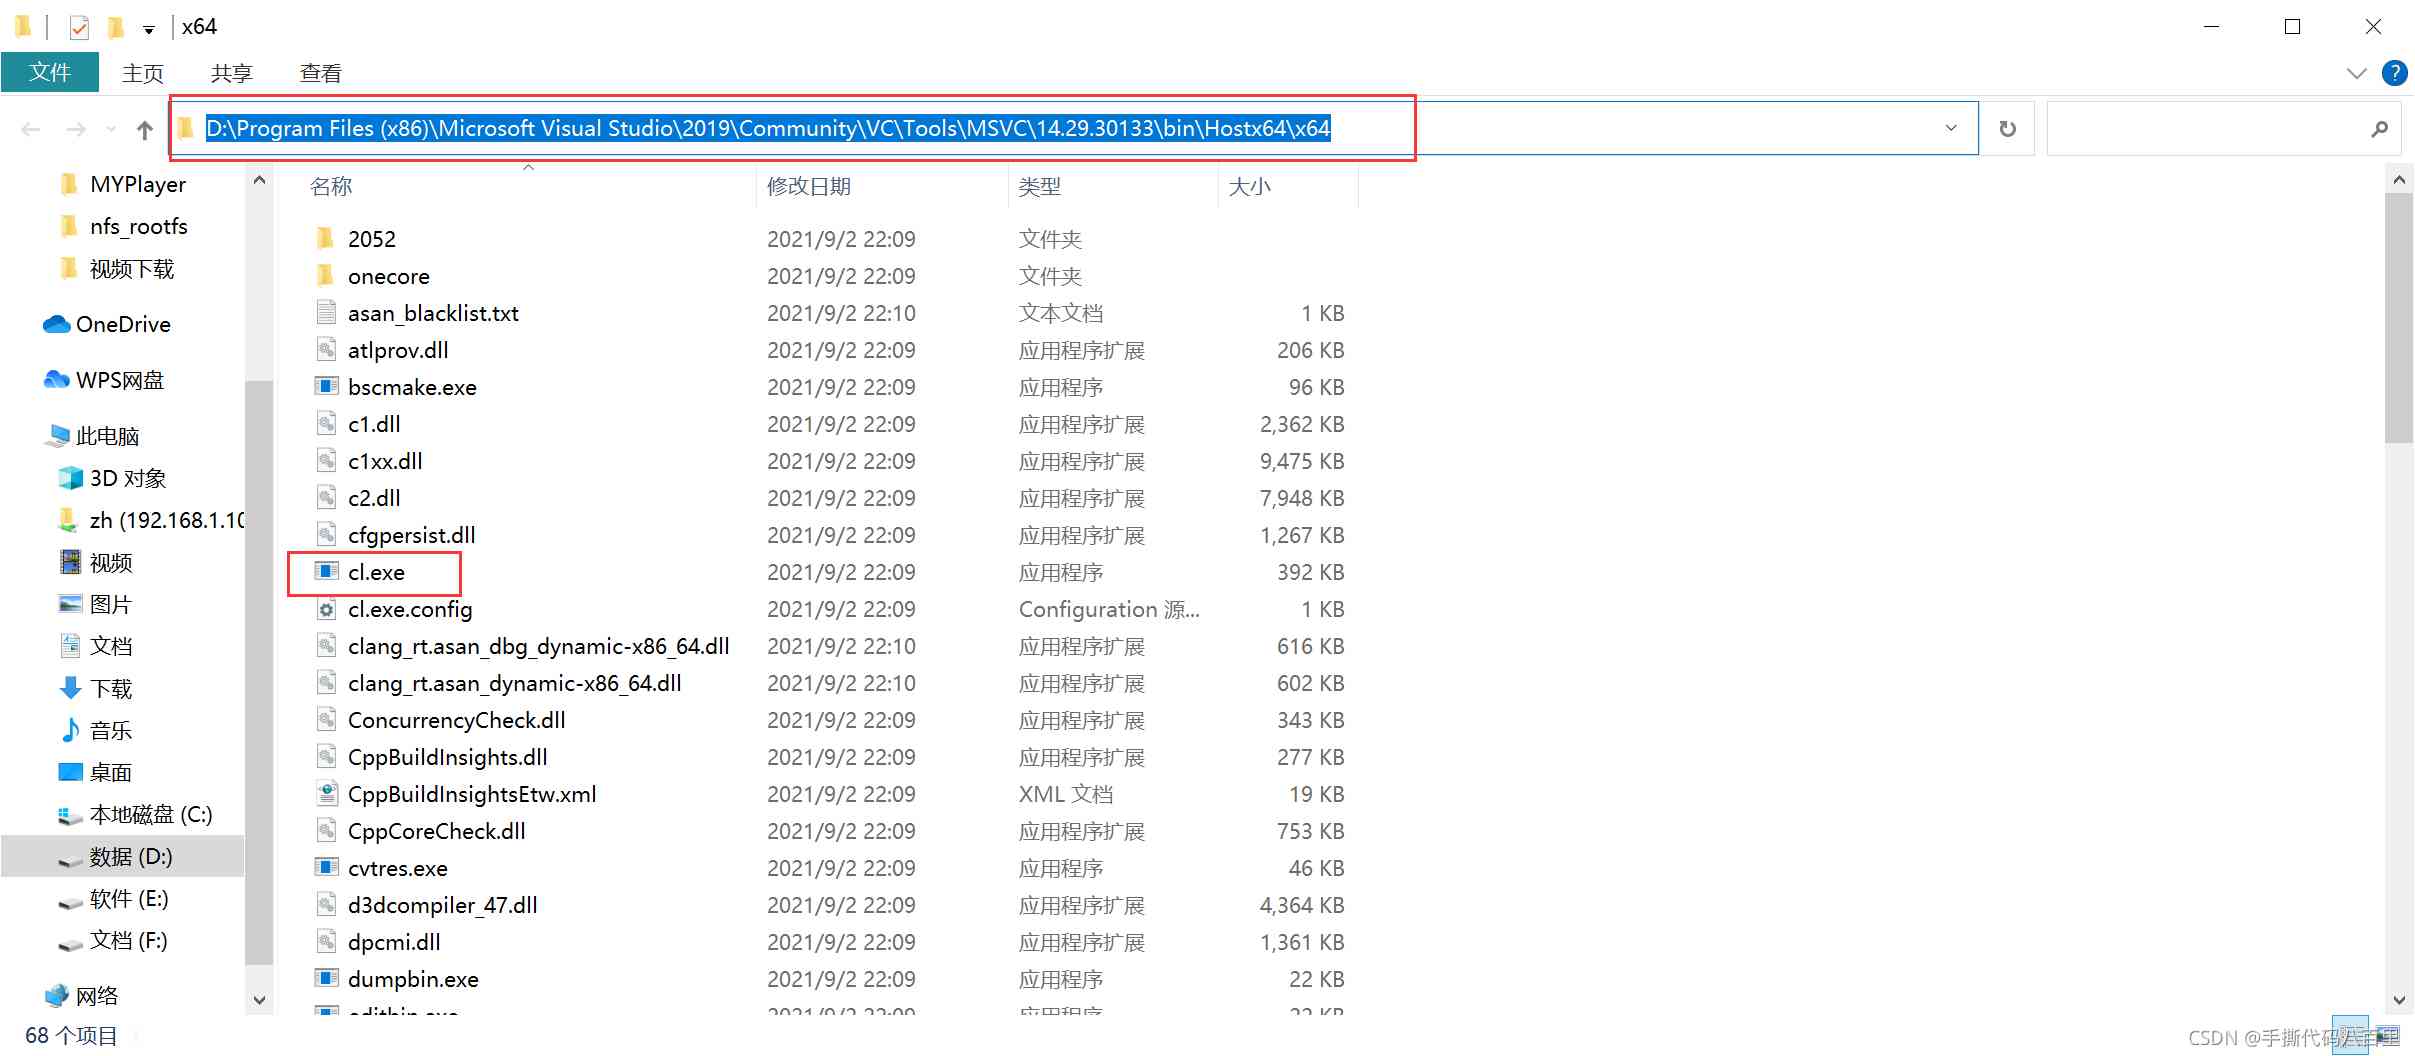 x64
文件 主页 共享 查看
D:\Program Files (x86)\Microsoft Visual Studio\2019\Community\VC\Tools\MSVC\14.29.30133\bin\Hostx64\x64
MYPlayer
nfs_rootfs
视频下载
OneDrive
WPS网盘
此电脑
3D 对象
zh (192.168.1.10
视频
图片
文档
下载
音乐
桌面
本地磁盘 (C:)
数据 (D:)
软件 (E:)
文档 (F:)
网络
名称 修改日期 类型 大小
2052 2021/9/2 22:09 文件夹
onecore 2021/9/2 22:09 文件夹
asan_blacklist.txt 2021/9/2 22:10 文本文档 1 KB
atlprov.dll 2021/9/2 22:09 应用程序扩展 206 KB
bscmake.exe 2021/9/2 22:09 应用程序 96 KB
c1.dll 2021/9/2 22:09 应用程序扩展 2,362 KB
c1xx.dll 2021/9/2 22:09 应用程序扩展 9,475 KB
c2.dll 2021/9/2 22:09 应用程序扩展 7,948 KB
cfgpersist.dll 2021/9/2 22:09 应用程序扩展 1,267 KB
cl.exe 2021/9/2 22:09 应用程序 392 KB
cl.exe.config 2021/9/2 22:09 Configuration 源... 1 KB
clang_rt.asan_dbg_dynamic-x86_64.dll 2021/9/2 22:10 应用程序扩展 616 KB
clang_rt.asan_dynamic-x86_64.dll 2021/9/2 22:10 应用程序扩展 602 KB
ConcurrencyCheck.dll 2021/9/2 22:09 应用程序扩展 343 KB
CppBuildInsights.dll 2021/9/2 22:09 应用程序扩展 277 KB
CppBuildInsightsEtw.xml 2021/9/2 22:09 XML 文档 19 KB
CppCoreCheck.dll 2021/9/2 22:09 应用程序扩展 753 KB
cvtres.exe 2021/9/2 22:09 应用程序 46 KB
d3dcompiler_47.dll 2021/9/2 22:09 应用程序扩展 4,364 KB
dpcmi.dll 2021/9/2 22:09 应用程序扩展 1,361 KB
dumpbin.exe 2021/9/2 22:09 应用程序 22 KB
editbin.exe 2021/9/2 22:09 应用程序 22 KB
68 个项目
CSDN @手撕代码八百里